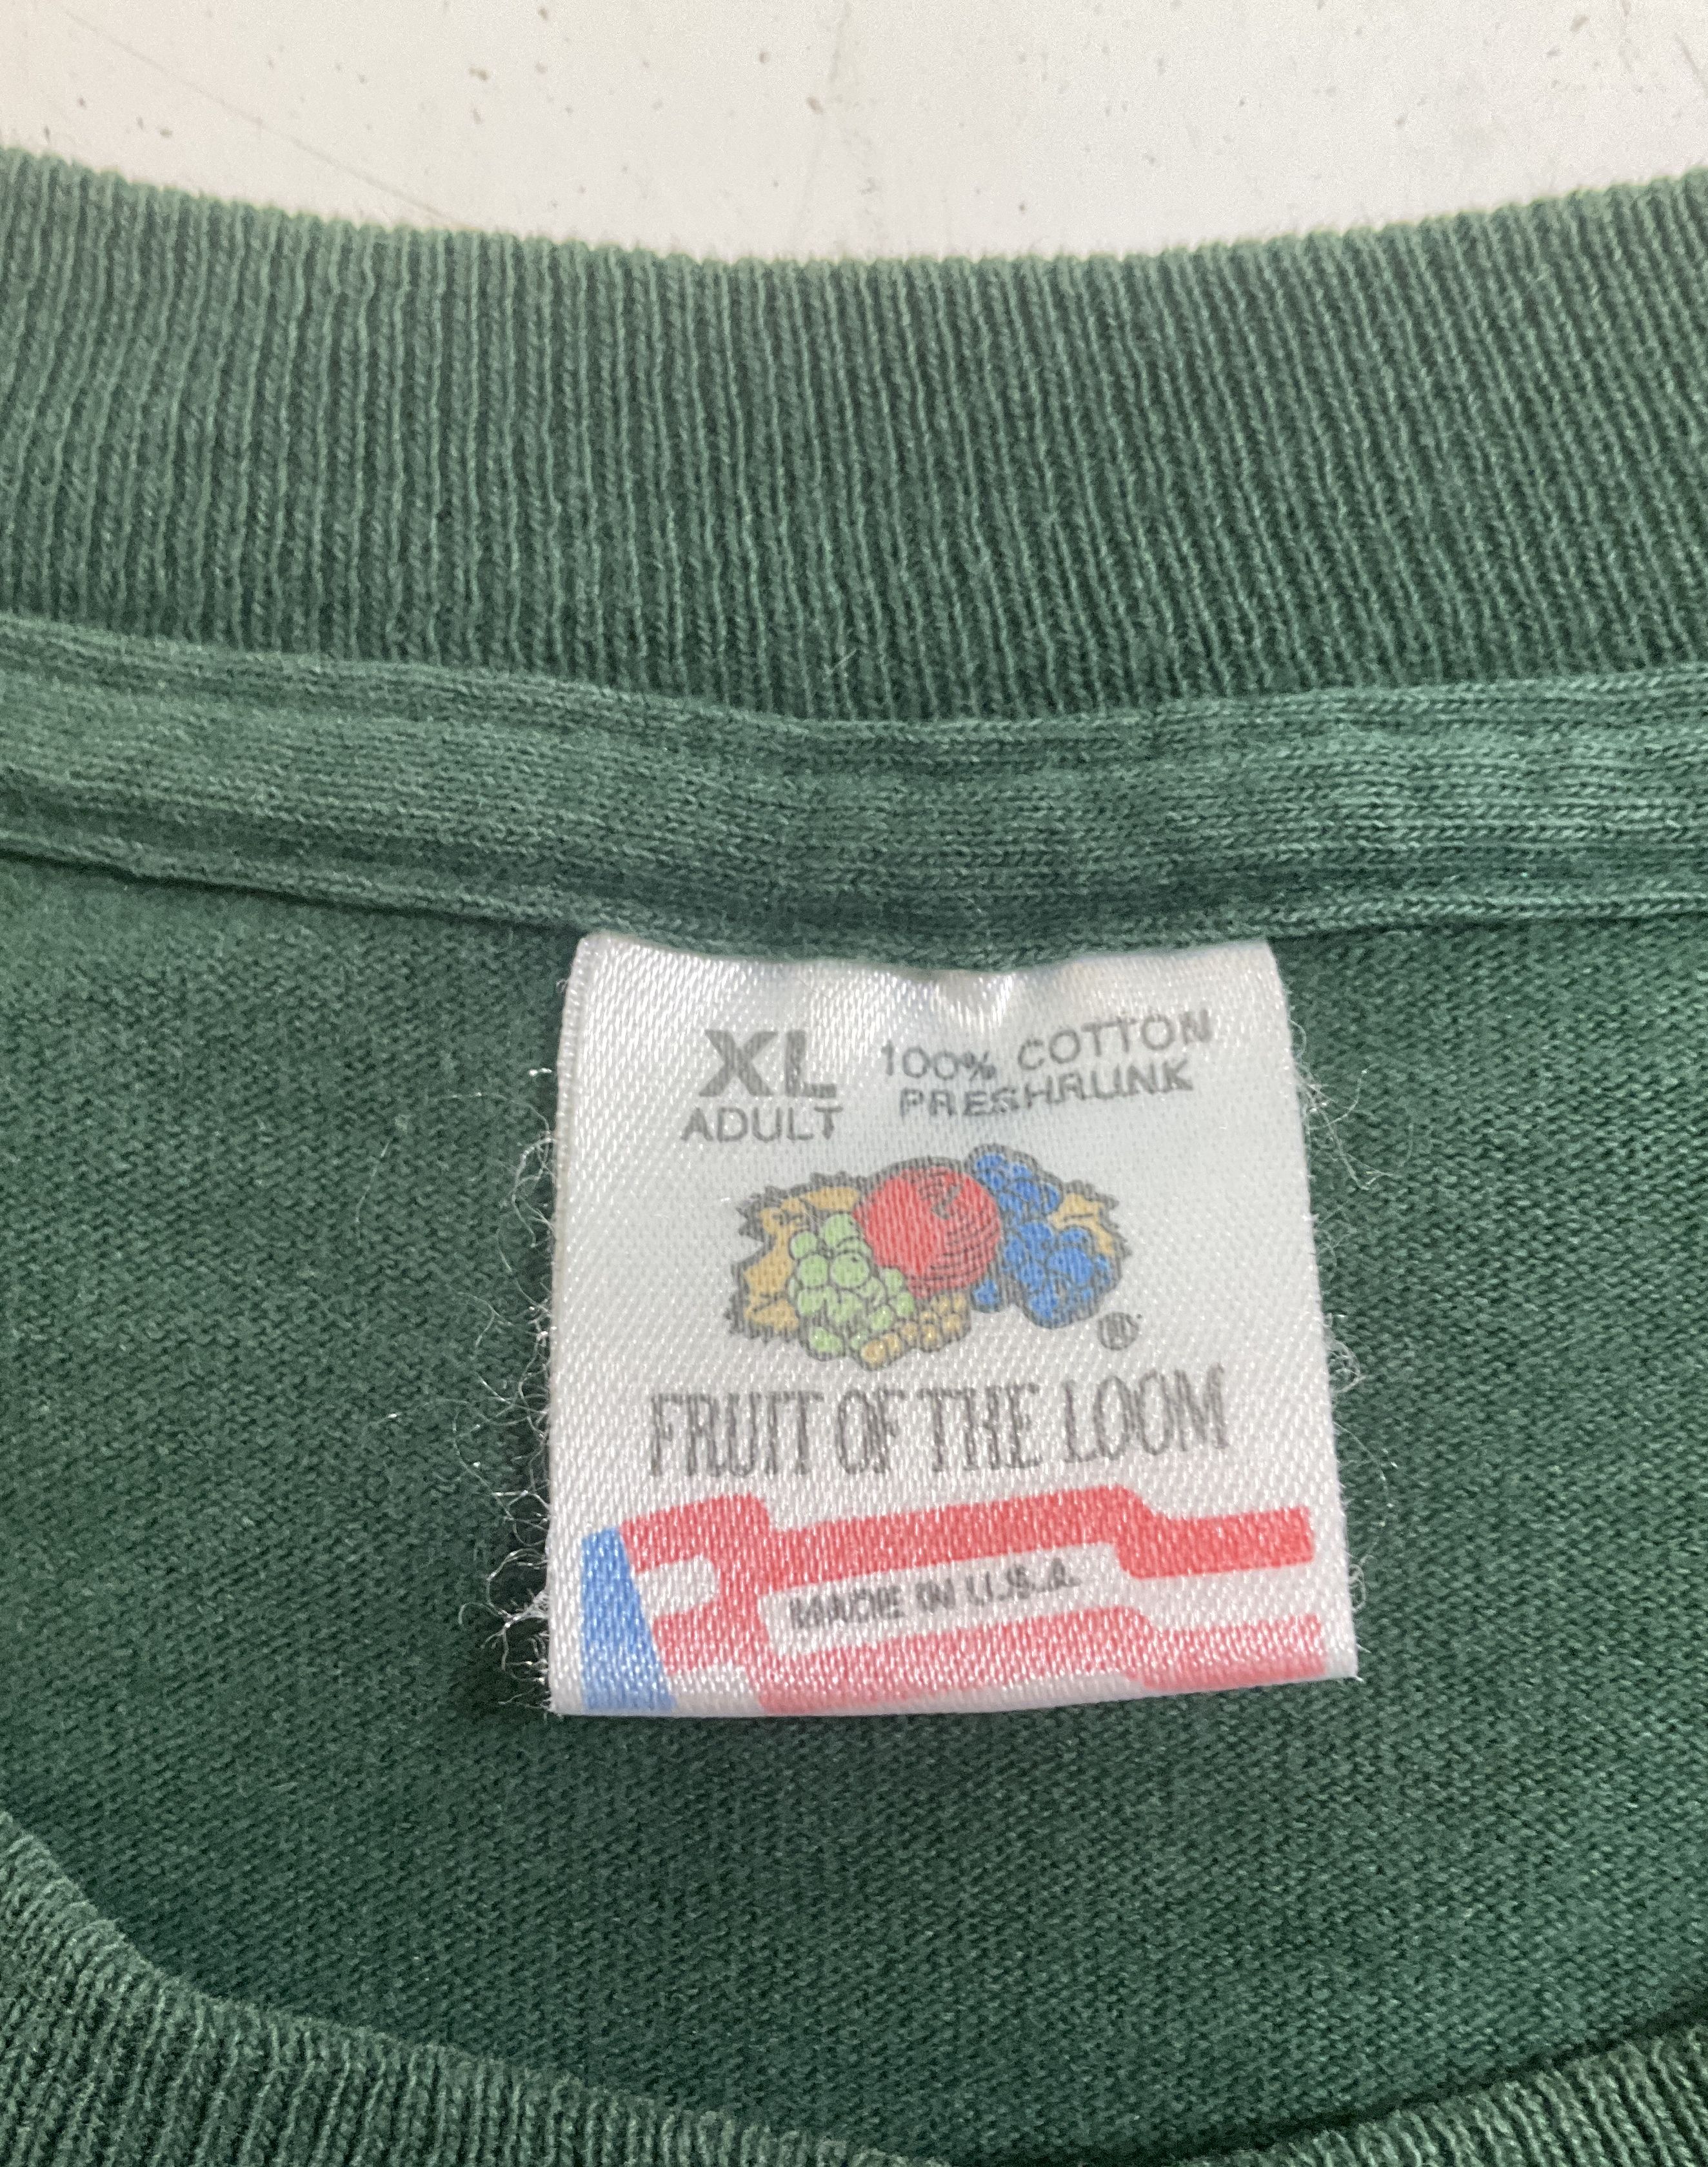 XL
ADULT
100% COTTON
PRESHRUNK
®
FRUIT OF THE LOOM
MADE IN U.S.A.